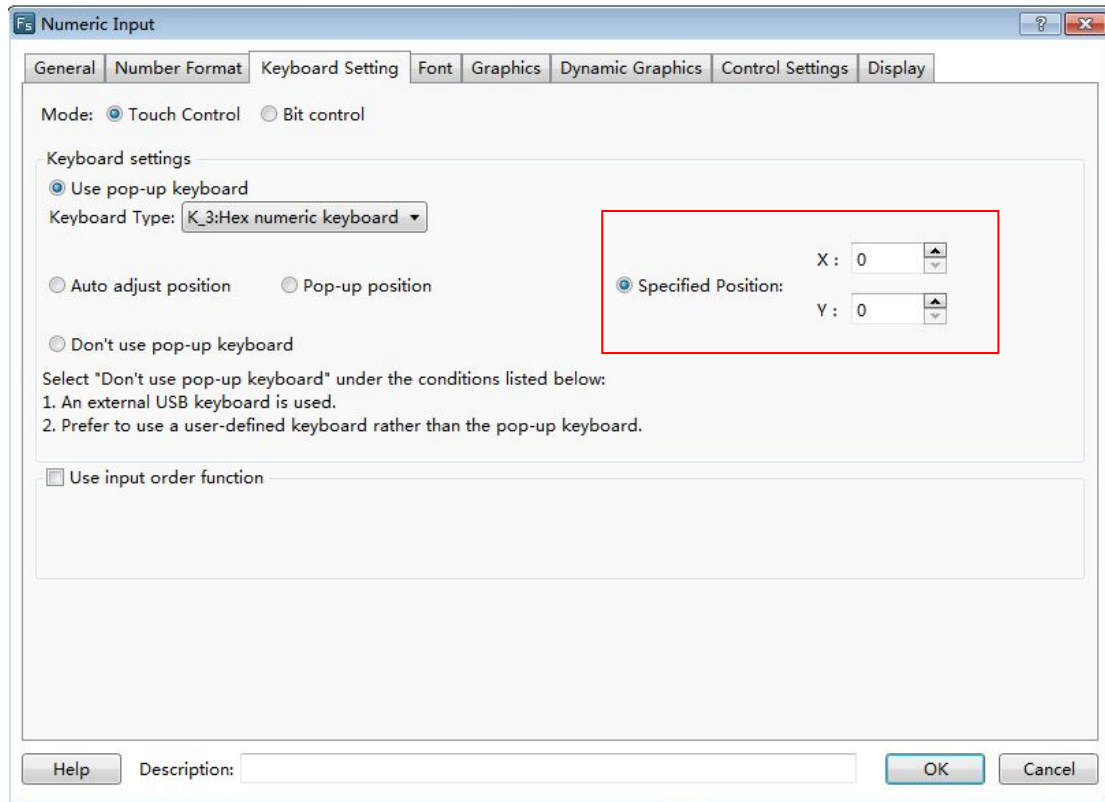 Fs Numeric Input
General Number Format Keyboard Setting Font Graphics Dynamic Graphics Control Settings Display
Mode: Touch Control Bit control
Keyboard settings
Use pop-up keyboard
Keyboard Type: K_3:Hex numeric keyboard
X : 0
Auto adjust position Pop-up position Specified Position:
Y : 0
Don't use pop-up keyboard
Select "Don't use pop-up keyboard" under the conditions listed below:
1. An external USB keyboard is used.
2. Prefer to use a user-defined keyboard rather than the pop-up keyboard.
Use input order function
Help Description: OK Cancel